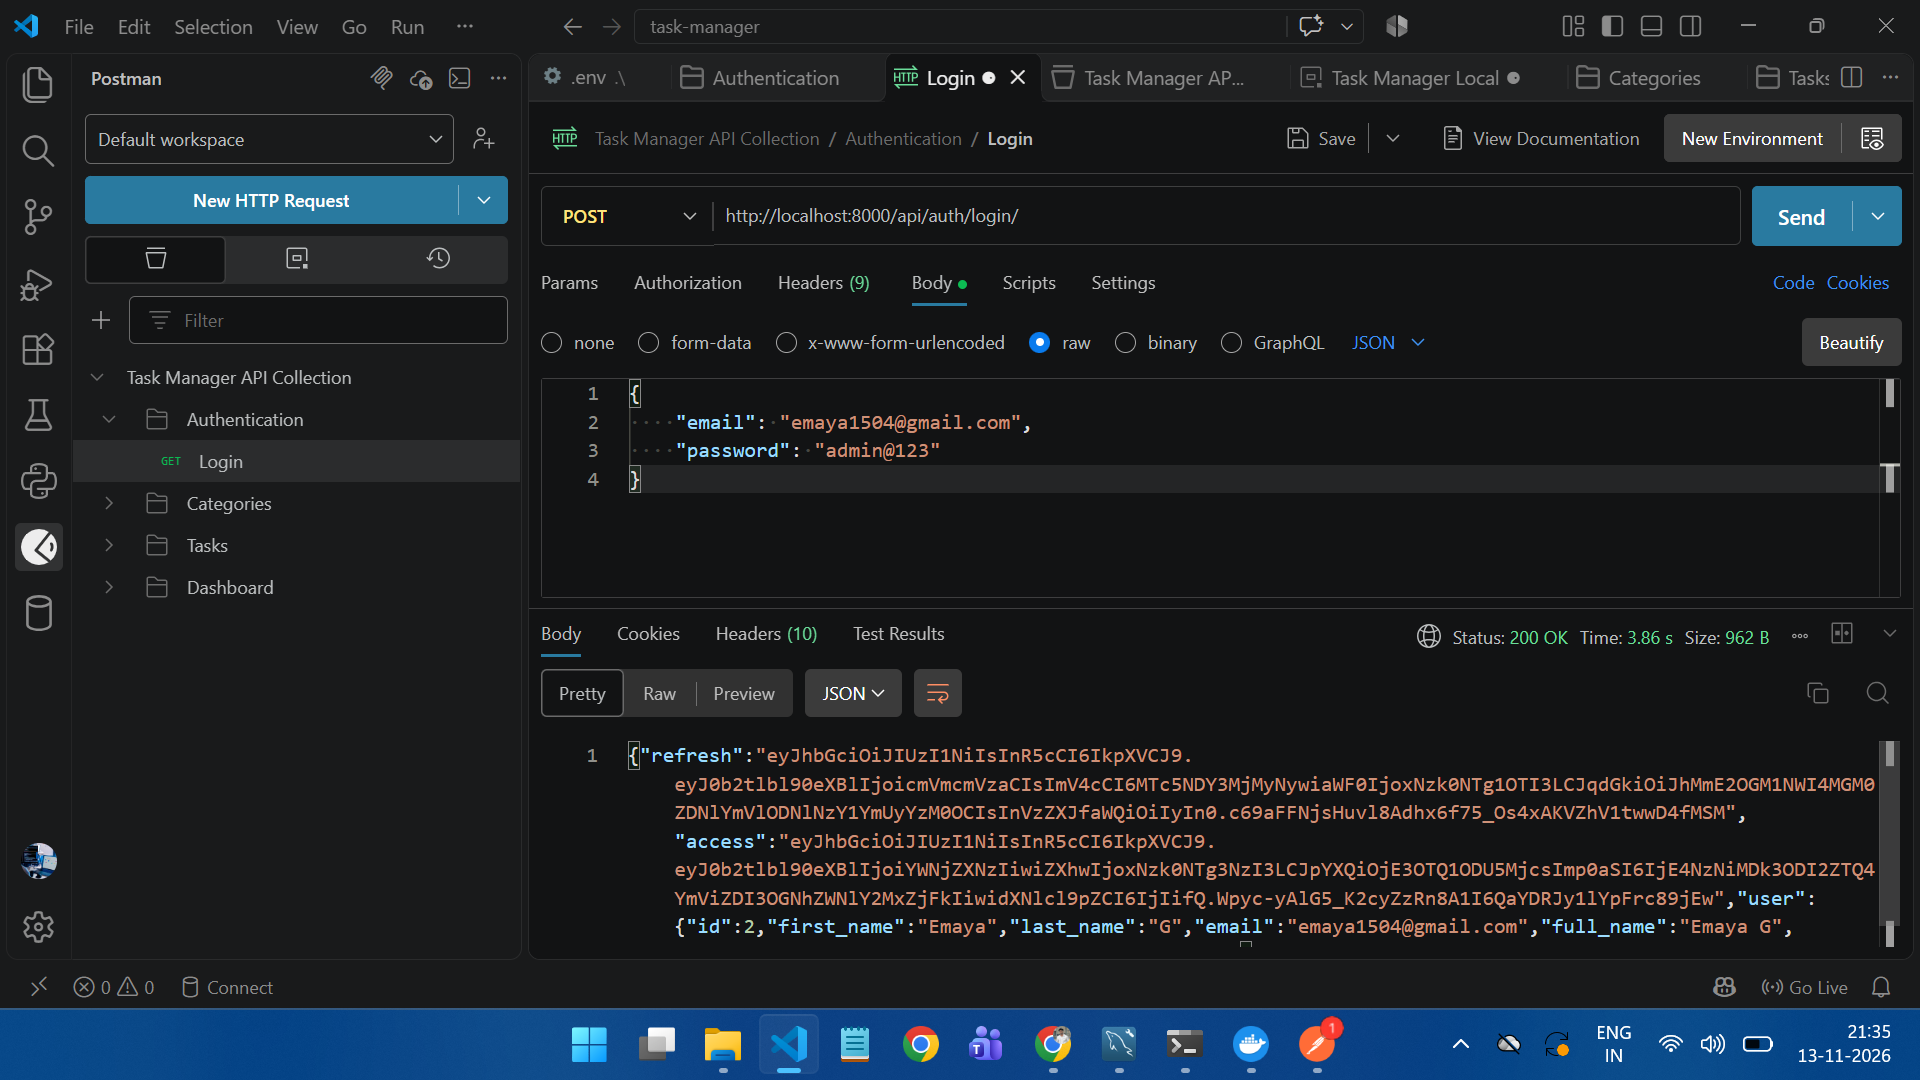 File Edit Selection View Go Run ···
task-manager
Postman
Default workspace
New HTTP Request
Filter
Task Manager API Collection
Authentication
GET Login
Categories
Tasks
Dashboard
.env .\
Authentication
HTTP Login
Task Manager AP...
Task Manager Local
Categories
Tasks
HTTP Task Manager API Collection / Authentication / Login
Save
View Documentation
New Environment
POST http://localhost:8000/api/auth/login/
Send
Params Authorization Headers (9) Body Scripts Settings
Code Cookies
none form-data x-www-form-urlencoded raw binary GraphQL JSON
Beautify
1 {
2 ····"email":·"emaya1504@gmail.com",
3 ····"password":·"admin@123"
4 }
Body Cookies Headers (10) Test Results
Status: 200 OK Time: 3.86 s Size: 962 B
Pretty Raw Preview JSON
1 {"refresh":"eyJhbGciOiJIUzI1NiIsInR5cCI6IkpXVCJ9.
eyJ0b2tlbl90eXBlIjoicmVmcmVzaCIsImV4cCI6MTc5NDY3MjMyNywiaWF0IjoxNzk0NTg1OTI3LCJqdGkiOiJhMmE2OGM1NWI4MGM0
ZDNlYmVlODNlNzY1YmUyYzM0OCIsInVzZXJfaWQiOiIyIn0.c69aFFNjsHuvl8Adhx6f75_Os4xAKVZhV1twwD4fMSM",
"access":"eyJhbGciOiJIUzI1NiIsInR5cCI6IkpXVCJ9.
eyJ0b2tlbl90eXBlIjoiYWNjZXNzIiwiZXhwIjoxNzk0NTg3NzI3LCJpYXQiOjE3OTQ1ODU5MjcsImp0aSI6IjE4NzNiMDk3ODI2ZTQ4
YmViZDI3OGNhZWNlY2MxZjFkIiwidXNlcl9pZCI6IjIifQ.Wpyc-yAlG5_K2cyZzRn8A1I6QaYDRJy1lYpFrc89jEw","user":
{"id":2,"first_name":"Emaya","last_name":"G","email":"emaya1504@gmail.com","full_name":"Emaya G",
0 0 Connect
Go Live
1
ENG
IN
21:35
13-11-2026